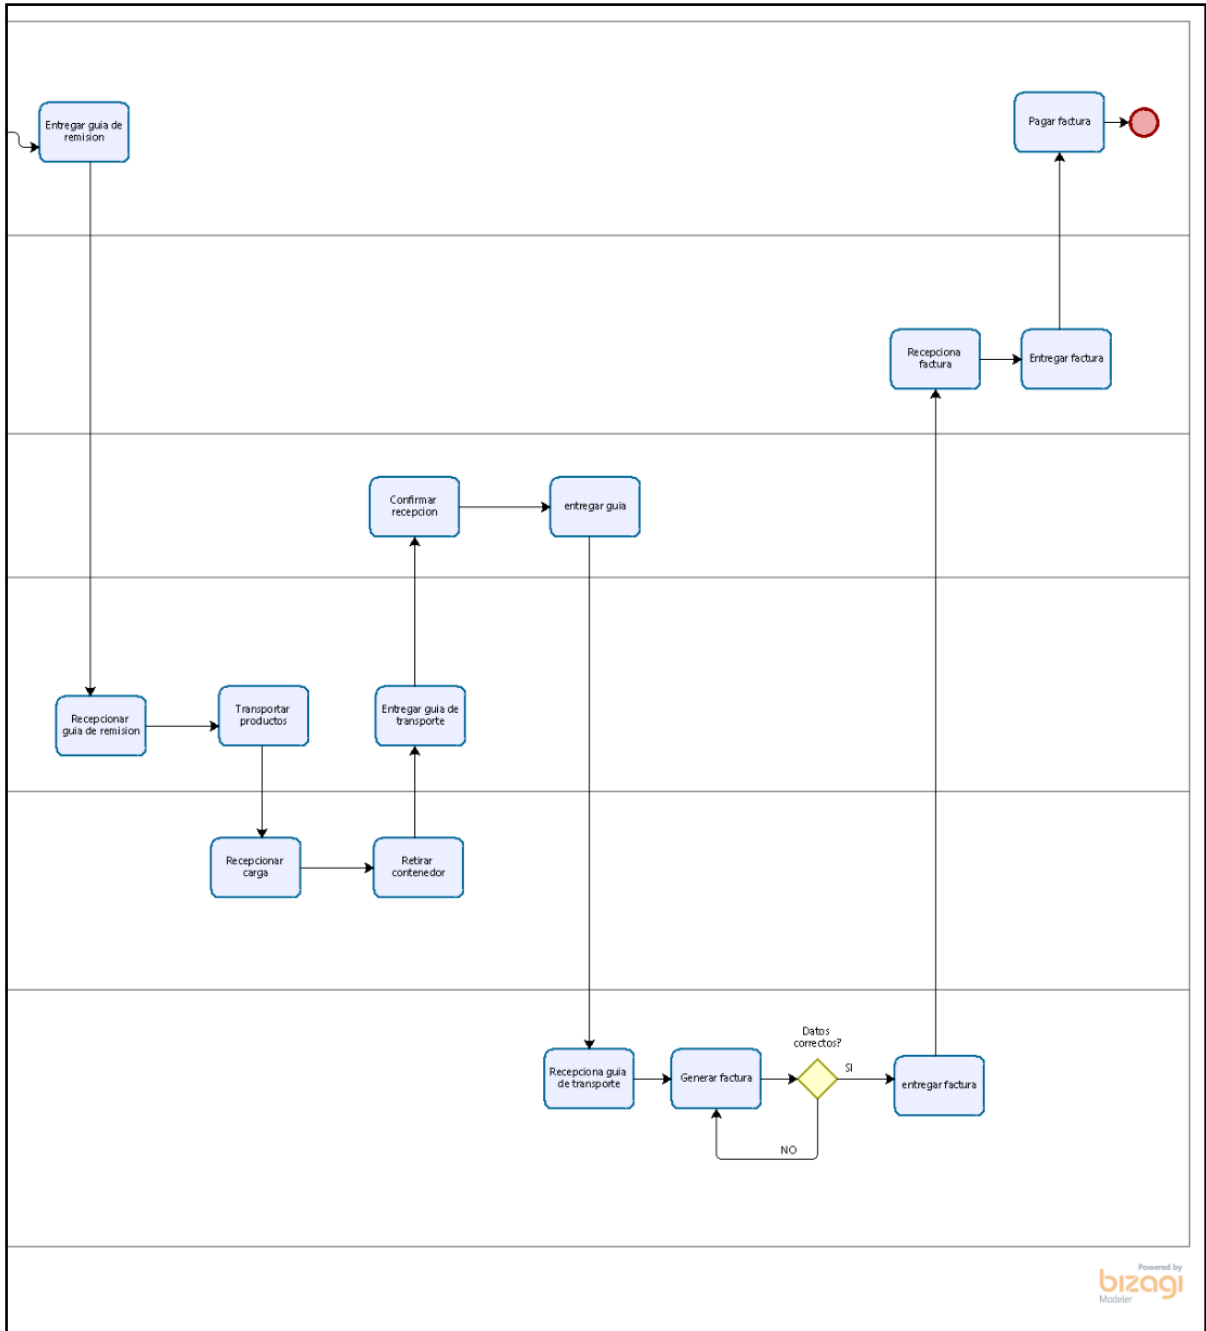 Entregar guia de
remision
Pagar factura
Recepciona
factura
Entregar factura
Confirmar
recepcion
entregar guia
Recepcionar
guia de remision
Transportar
productos
Entregar guia de
transporte
Recepcionar
carga
Retirar
contenedor
Datos
correctos?
Recepciona guia
de transporte
Generar factura
SI
entregar factura
NO
Powered by
bizagi
Modeler